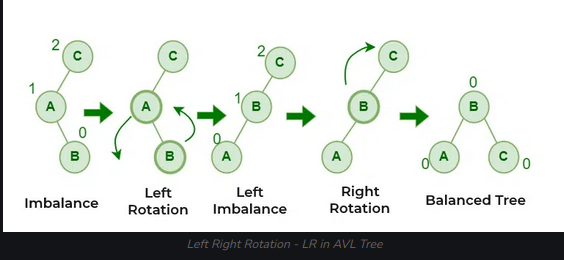 2
C
1
A
0
B
C
A
B
2
C
1
B
0
A
C
B
A
0
B
0
A
C
0
Imbalance
Left
Rotation
Left
Imbalance
Right
Rotation
Balanced Tree
Left Right Rotation - LR in AVL Tree